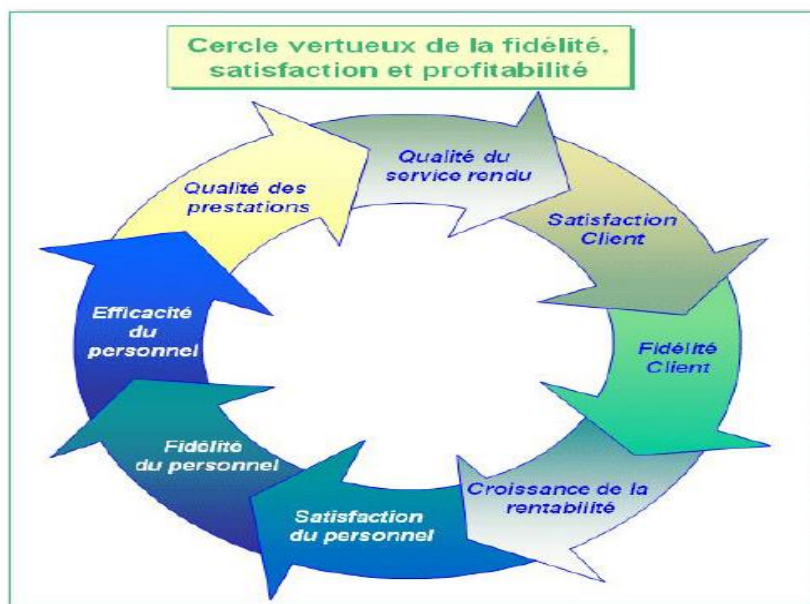 Cercle vertueux de la fidélité,
satisfaction et profitabilité
Qualité du
service rendu
Satisfaction
Client
Fidélité
Client
Croissance de la
rentabilité
Satisfaction
du personnel
Fidélité
du personnel
Efficacité
du
personnel
Qualité des
prestations